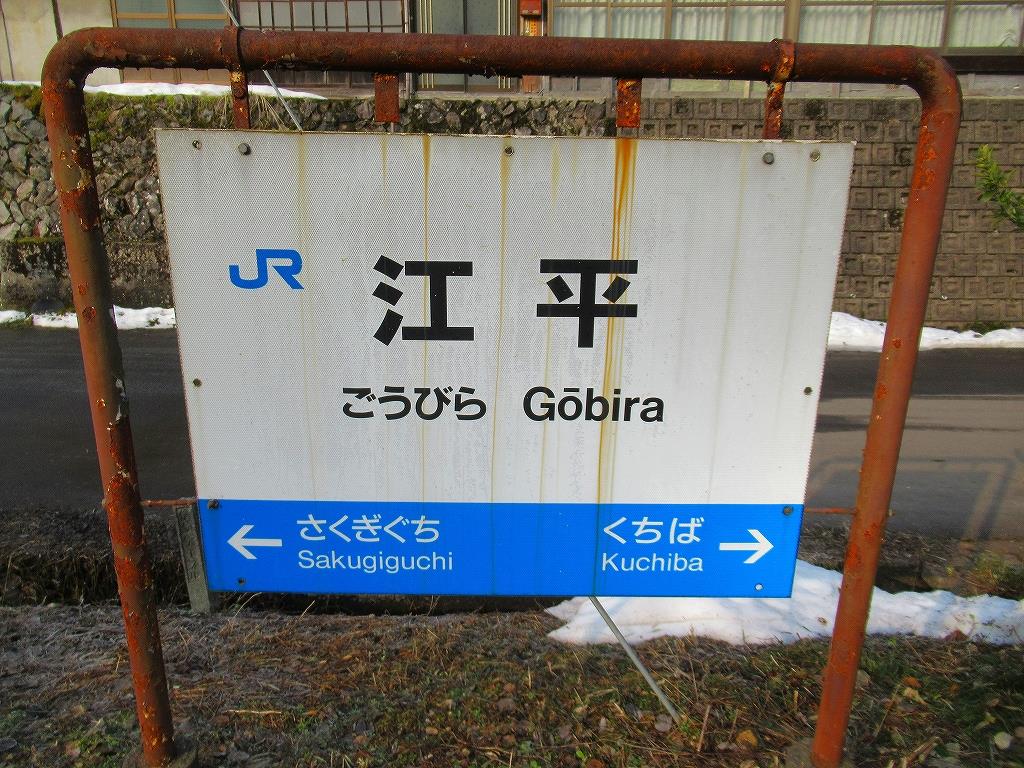 JR
江平
ごうびら Gōbira
← さくぎぐち くちば →
Sakugiguchi Kuchiba